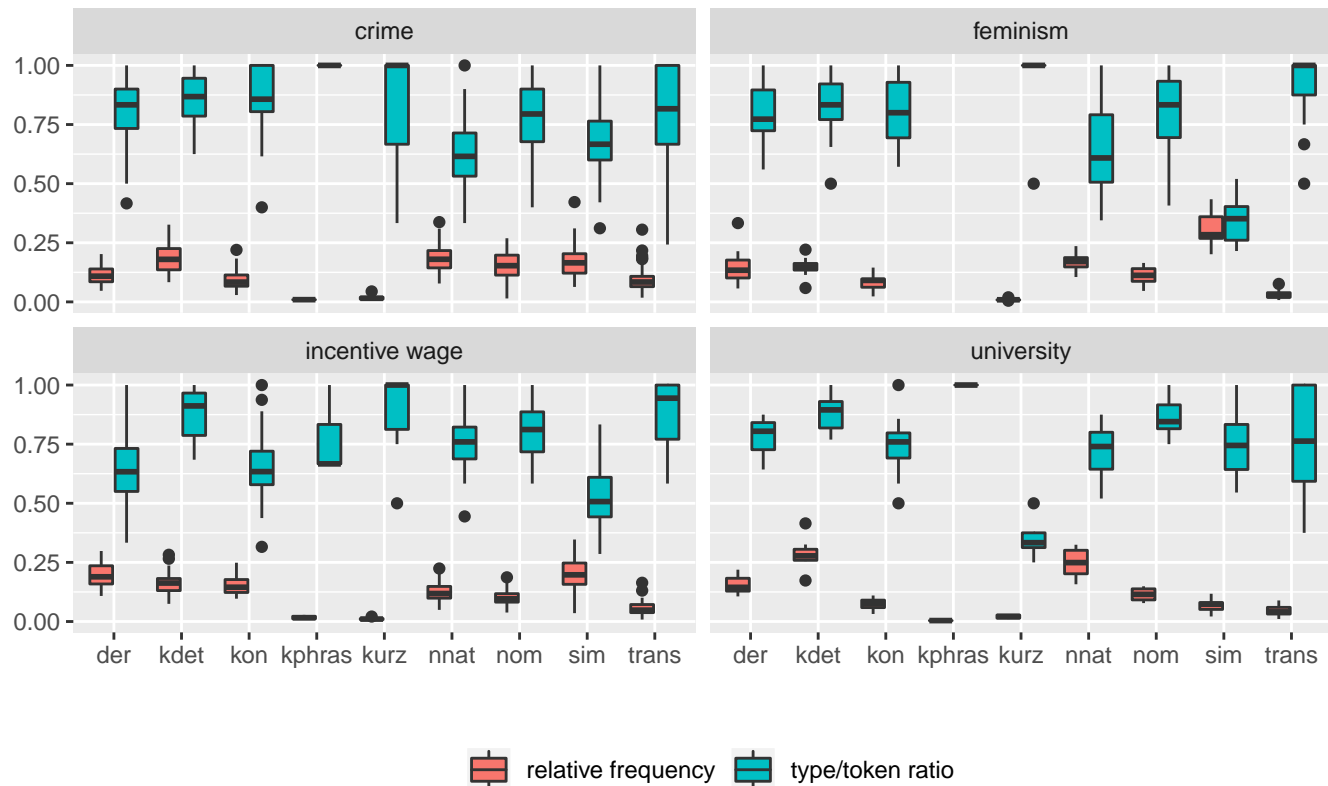 crime feminism
1.00
0.75
0.50
0.25
0.00
incentive wage university
1.00
0.75
0.50
0.25
0.00
der kdet kon kphras kurz nnat nom sim trans der kdet kon kphras kurz nnat nom sim trans
relative frequency type/token ratio